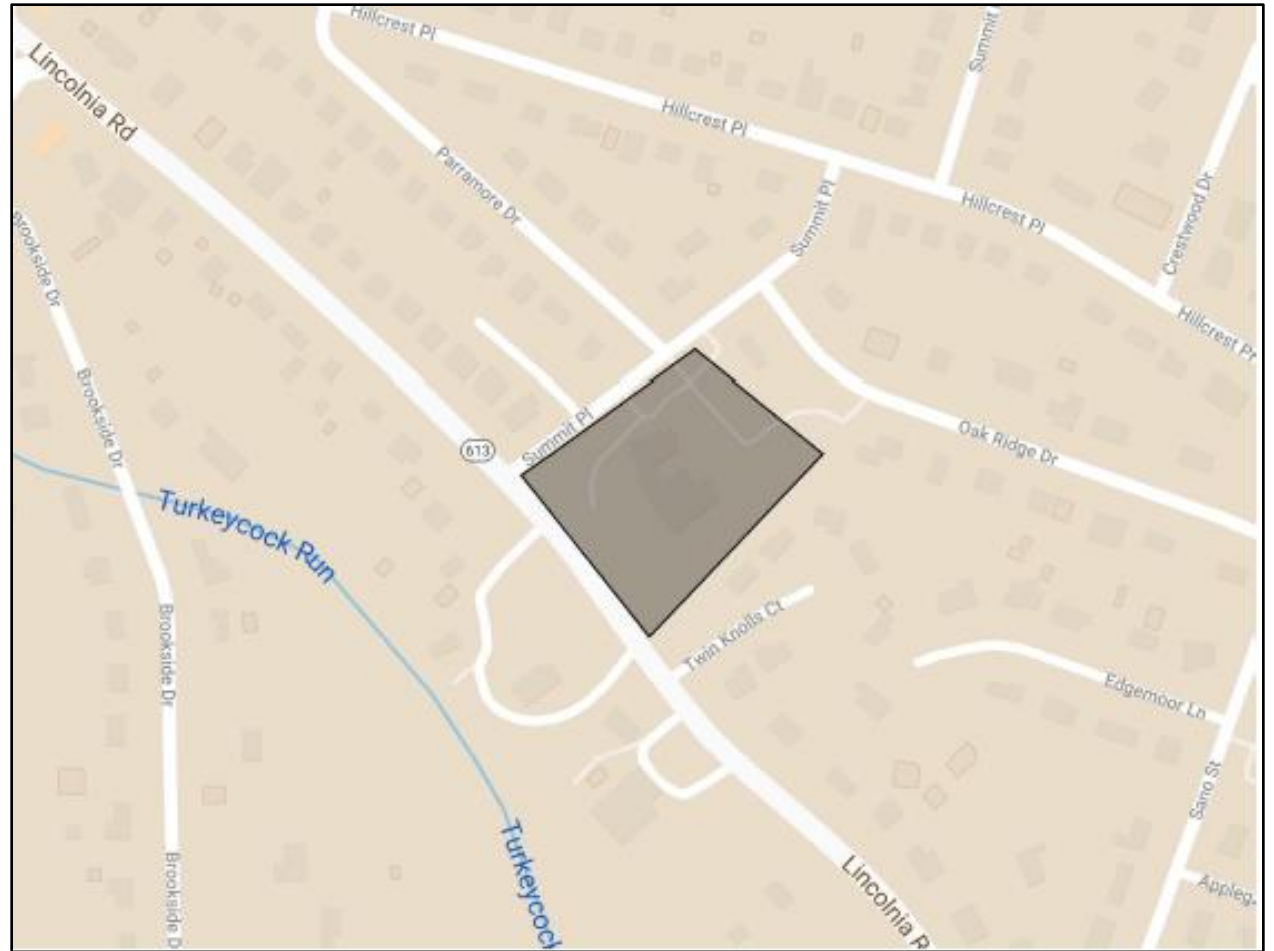 Hillcrest Pl
Summit
Lincolnia Rd
Hillcrest Pl
Parramore Dr
Summit Pl
Hillcrest Pl
Crestwood Dr
Brookside Dr
Hillcrest Pl
Brookside Dr
Summit Pl
613
Oak Ridge Dr
Turkeycock Run
Brookside Dr
Twin Knolls Ct
Edgemoor Ln
Sano St
Turkeycock
Brookside D
Lincolnia R
Appleg